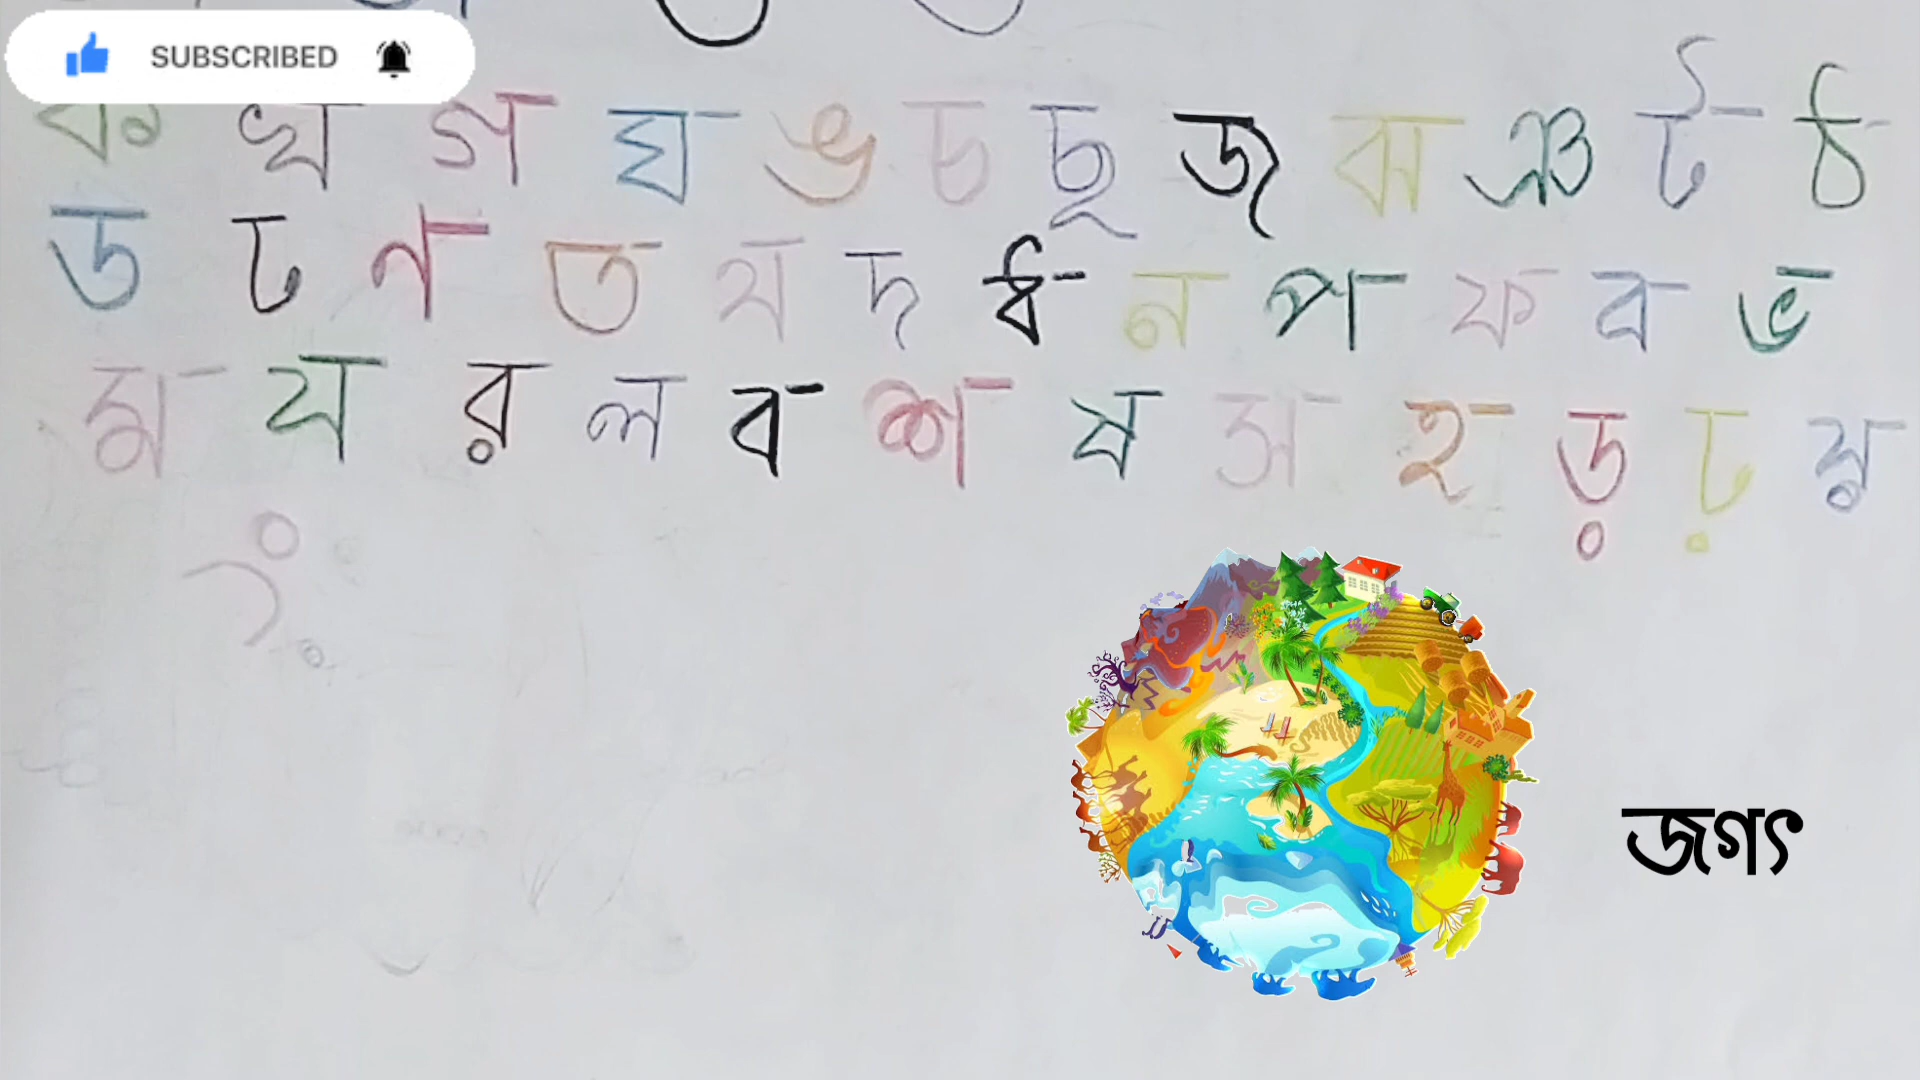 SUBSCRIBED
ক খ গ ঘ ঙ চ ছ জ ঝ ঞ ট ঠ
ড ঢ ণ ত থ দ ধ ন প ফ ব ভ
ম য র ল ব শ ষ স হ ড় ঢ় য়
ৎ
জগৎ